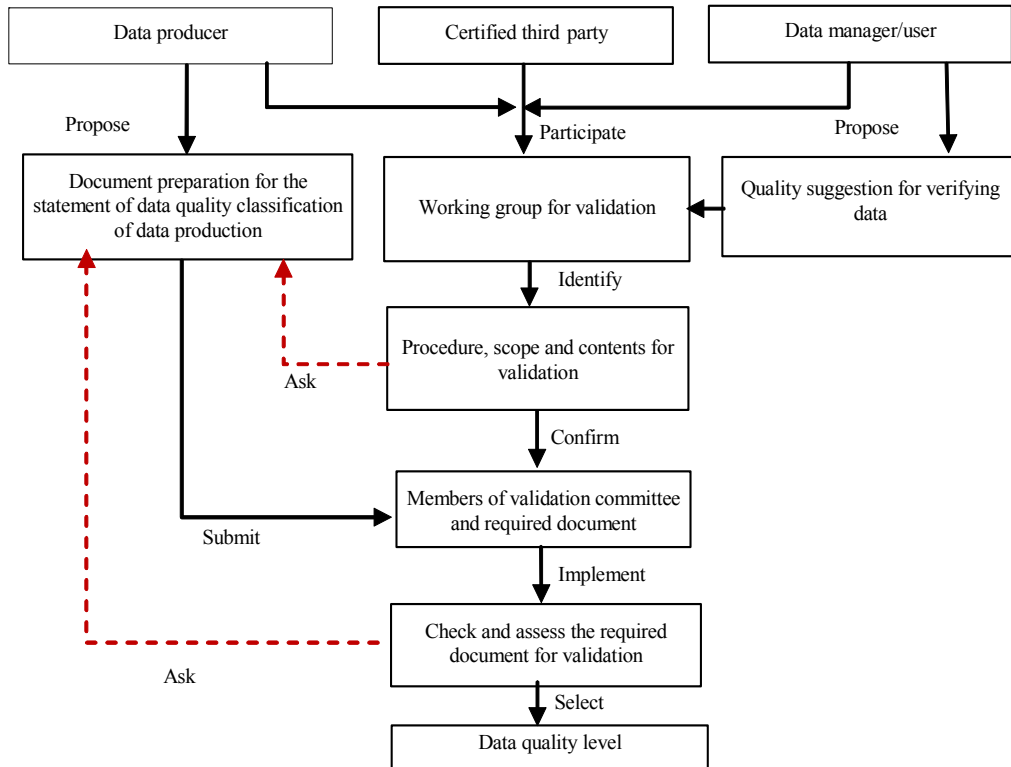 Data producer
Certified third party
Data manager/user
Propose
Participate
Propose
Document preparation for the
statement of data quality classification
of data production
Working group for validation
Quality suggestion for verifying
data
Identify
Procedure, scope and contents for
validation
Ask
Confirm
Members of validation committee
and required document
Submit
Implement
Check and assess the required
document for validation
Ask
Select
Data quality level